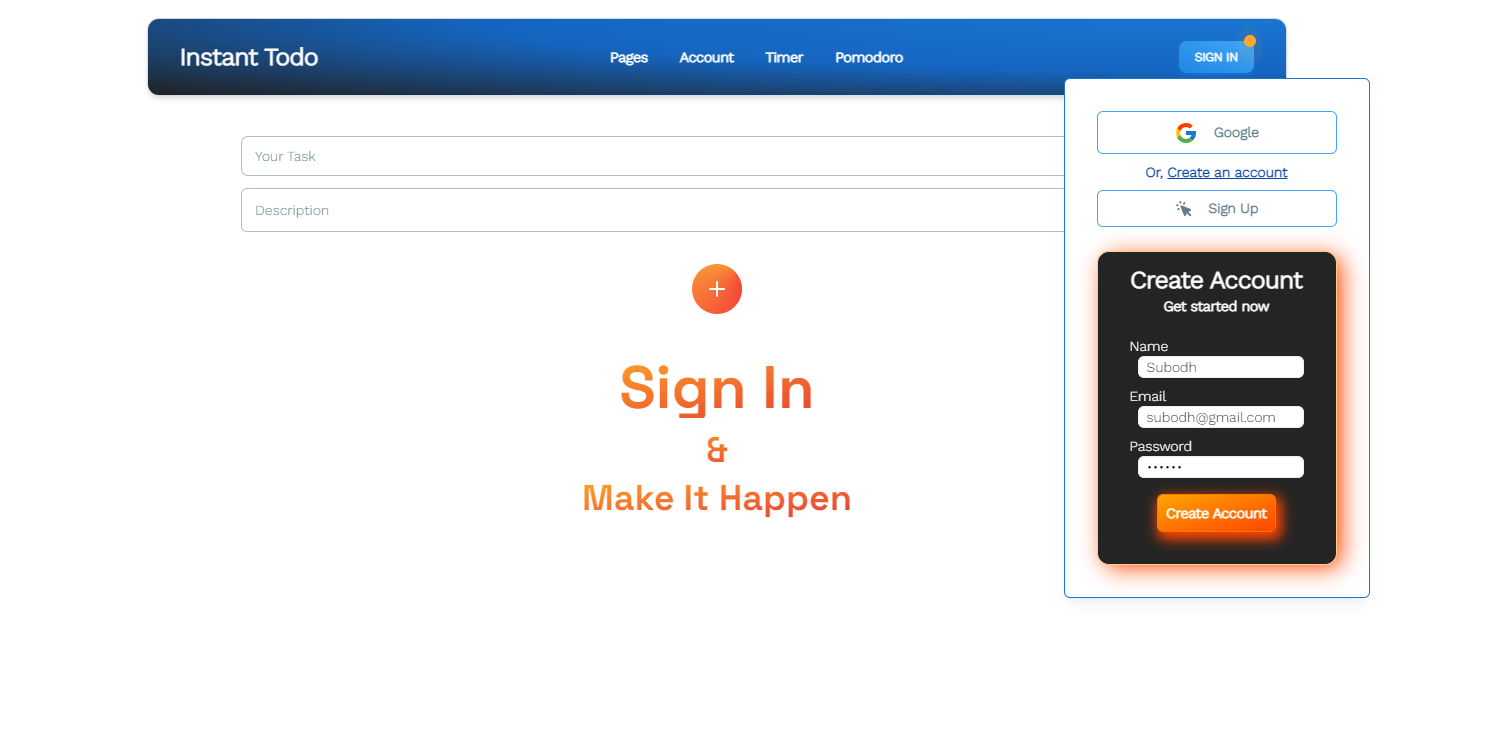 Instant Todo
Pages Account Timer Pomodoro
SIGN IN
Your Task
Description
Sign In
&
Make It Happen
Google
Or, Create an account
Sign Up
Create Account
Get started now
Name
Subodh
Email
subodh@gmail.com
Password
••••••
Create Account